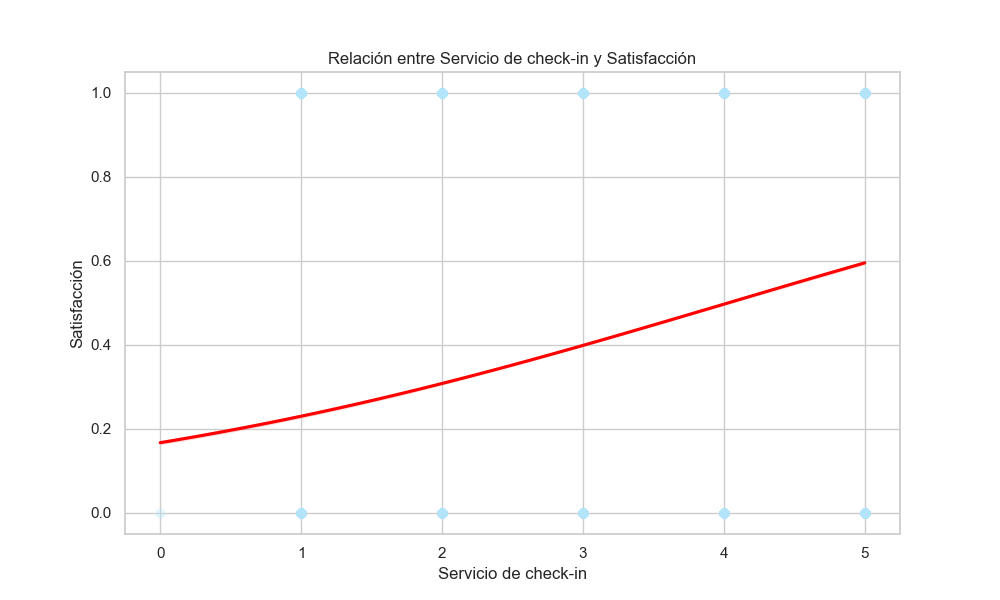 Relación entre Servicio de check-in y Satisfacción
1.0
0.8
0.6
0.4
0.2
0.0
Satisfacción
0 1 2 3 4 5
Servicio de check-in